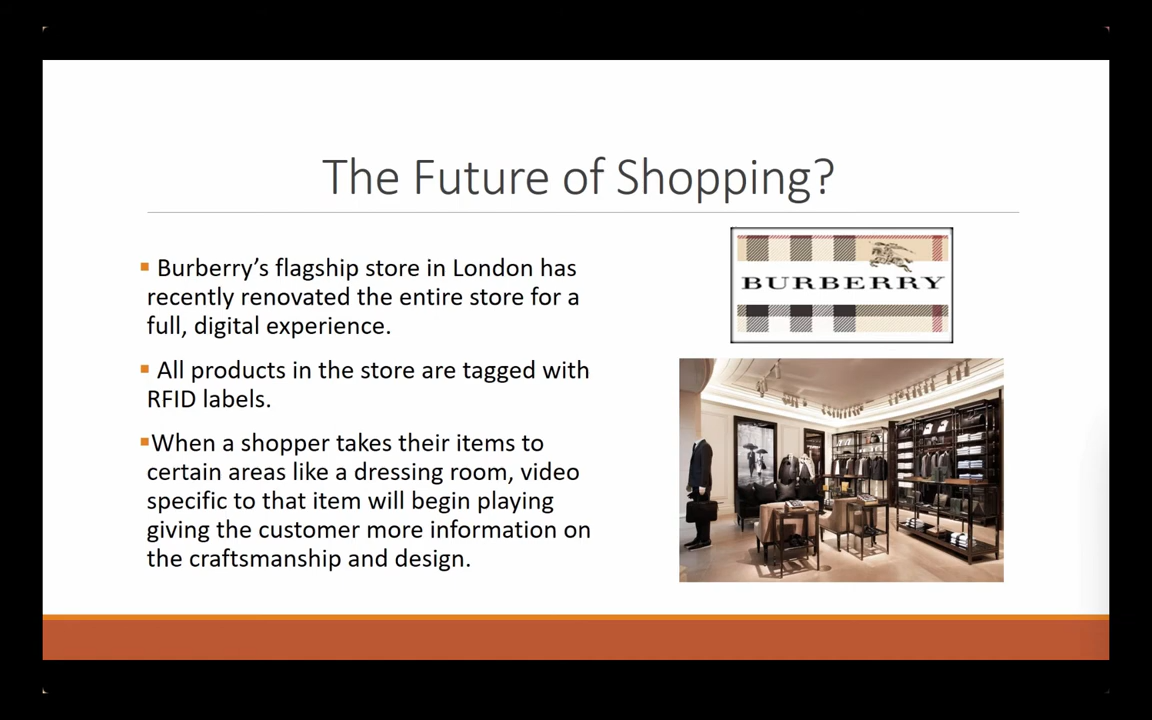 The Future of Shopping?
Burberry’s flagship store in London has
recently renovated the entire store for a
full, digital experience.
All products in the store are tagged with
RFID labels.
When a shopper takes their items to
certain areas like a dressing room, video
specific to that item will begin playing
giving the customer more information on
the craftsmanship and design.
BURBERRY